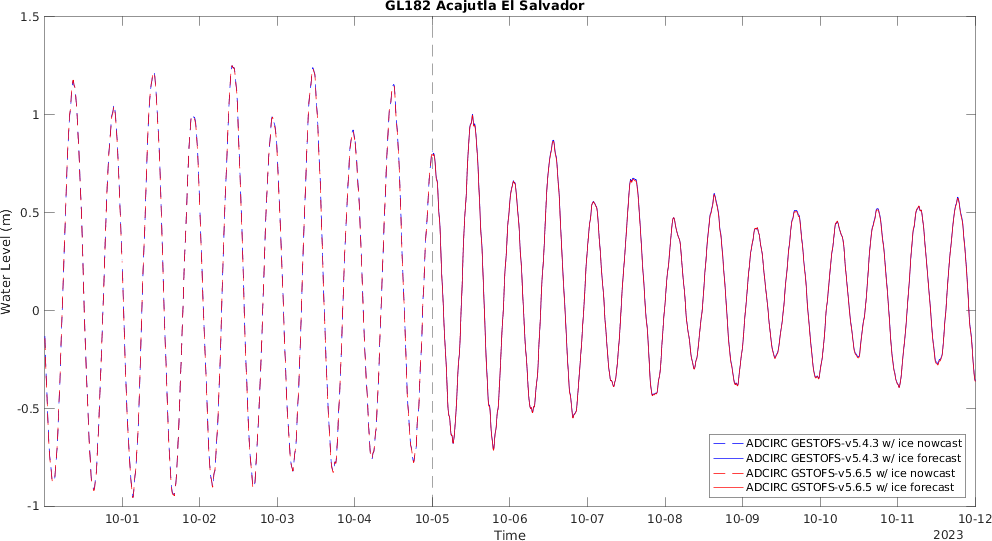 GL182 Acajutla El Salvador
1.5
1
0.5
0
-0.5
-1
Water Level (m)
ADCIRC GESTOFS-v5.4.3 w/ ice nowcast
ADCIRC GESTOFS-v5.4.3 w/ ice forecast
ADCIRC GSTOFS-v5.6.5 w/ ice nowcast
ADCIRC GSTOFS-v5.6.5 w/ ice forecast
10-01 10-02 10-03 10-04 10-05 10-06 10-07 10-08 10-09 10-10 10-11 10-12
Time
2023